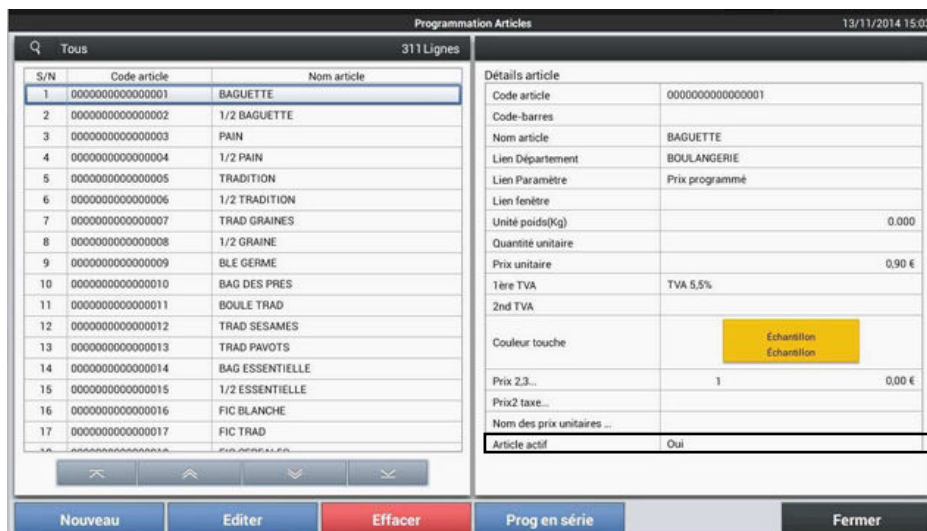 Programmation Articles 13/11/2014 15:03
Tous 311Lignes
S/N Code article Nom article
1 0000000000000001 BAGUETTE
2 0000000000000002 1/2 BAGUETTE
3 0000000000000003 PAIN
4 0000000000000004 1/2 PAIN
5 0000000000000005 TRADITION
6 0000000000000006 1/2 TRADITION
7 0000000000000007 TRAD GRAINES
8 0000000000000008 1/2 GRAINE
9 0000000000000009 BLE GERME
10 0000000000000010 BAG DES PRES
11 0000000000000011 BOULE TRAD
12 0000000000000012 TRAD SESAMES
13 0000000000000013 TRAD PAVOTS
14 0000000000000014 BAG ESSENTIELLE
15 0000000000000015 1/2 ESSENTIELLE
16 0000000000000016 FIC BLANCHE
17 0000000000000017 FIC TRAD
Détails article
Code article 0000000000000001
Code-barres
Nom article BAGUETTE
Lien Département BOULANGERIE
Lien Paramètre Prix programmé
Lien fenêtre
Unité poids(Kg) 0.000
Quantité unitaire
Prix unitaire 0,90 €
1ère TVA TVA 5,5%
2nd TVA
Couleur touche Échantillon
Échantillon
Prix 2,3... 1 0,00 €
Prix2 taxe...
Nom des prix unitaires ...
Article actif Oui
Nouveau Editer Effacer Prog en série Fermer